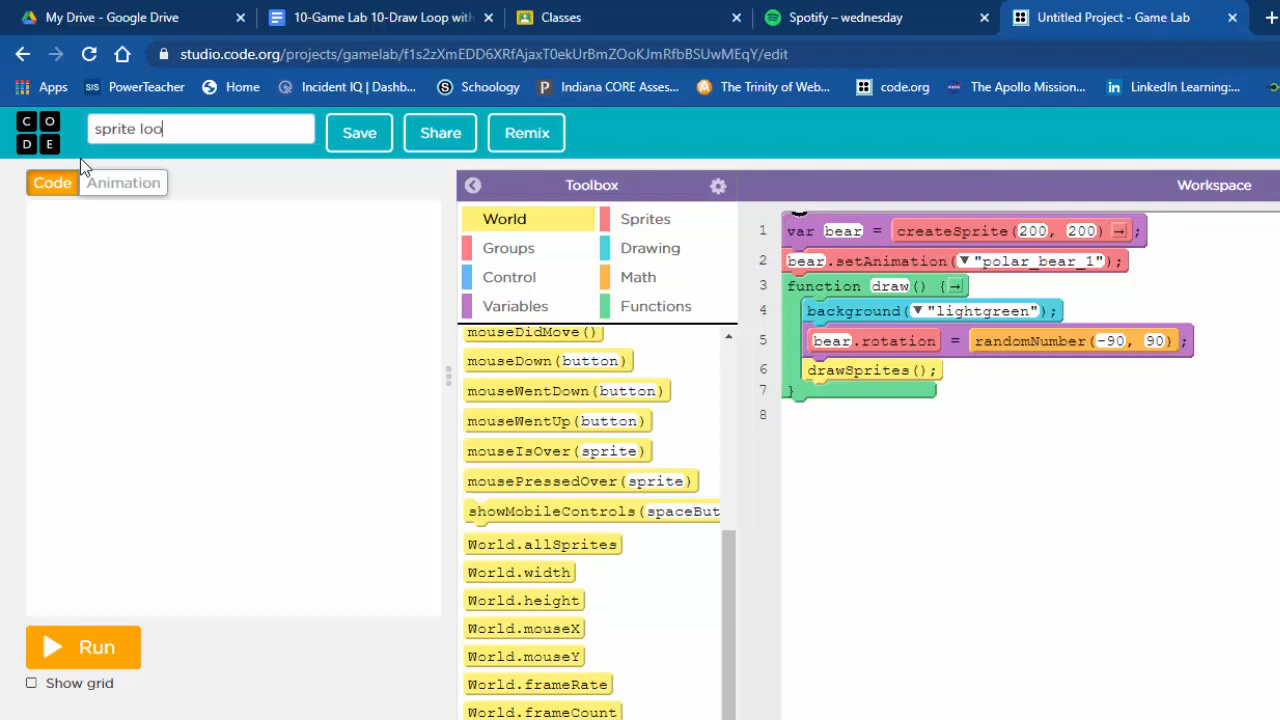 My Drive - Google Drive
10-Game Lab 10-Draw Loop with
Classes
Spotify – wednesday
Untitled Project - Game Lab
studio.code.org/projects/gamelab/f1s2zXmEDD6XRfAjaxT0ekUrBmZOoKJmRfbBSUwMEqY/edit
Apps
SIS PowerTeacher
Home
Incident IQ | Dashb...
S Schoology
P Indiana CORE Asses...
The Trinity of Web...
code.org
The Apollo Mission...
in LinkedIn Learning:...
C O
D E
sprite loo
Save
Share
Remix
Code
Animation
Toolbox
Workspace
World
Sprites
Groups
Drawing
Control
Math
Variables
Functions
mouseDidMove()
mouseDown(button)
mouseWentDown(button)
mouseWentUp(button)
mouseIsOver(sprite)
mousePressedOver(sprite)
showMobileControls(spaceBut
World.allSprites
World.width
World.height
World.mouseX
World.mouseY
World.frameRate
World.frameCount
1 var bear = createSprite(200, 200) → ;
2 bear.setAnimation(▼"polar_bear_1");
3 function draw() {→
4 background(▼"lightgreen");
5 bear.rotation = randomNumber(-90, 90);
6 drawSprites();
7 }
8
Run
Show grid